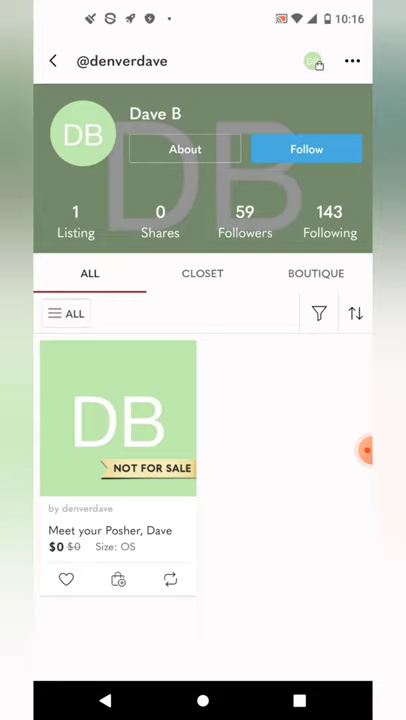 10:16
@denverdave
DB
Dave B
About
Follow
1
0
59
143
Listing
Shares
Followers
Following
ALL
CLOSET
BOUTIQUE
ALL
DB
NOT FOR SALE
by denverdave
Meet your Posher, Dave
$0 $0 Size: OS